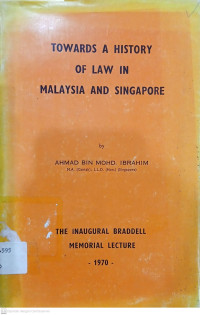 TOWARDS A HISTORY
OF LAW IN
MALAYSIA AND SINGAPORE
by
AHMAD BIN MOHD. IBRAHIM
THE INAUGURAL BRADDELL
MEMORIAL LECTURE
- 1970 -